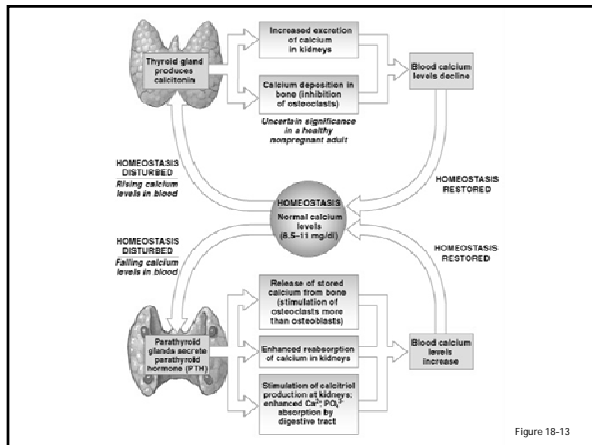 Increased excretion
of calcium
in kidneys
Thyroid gland
produces
calcitonin
Calcium deposition in
bone (inhibition
of osteoclasts)
Uncertain significance
in a healthy
nonpregnant adult
Blood calcium
levels decline
HOMEOSTASIS
DISTURBED
Rising calcium
levels in blood
HOMEOSTASIS
RESTORED
HOMEOSTASIS
Normal calcium
levels
(8.5–11 mg/dl)
HOMEOSTASIS
DISTURBED
Falling calcium
levels in blood
HOMEOSTASIS
RESTORED
Release of stored
calcium from bone
(stimulation of
osteoclasts more
than osteoblasts)
Parathyroid
glands secrete
parathyroid
hormone (PTH)
Enhanced reabsorption
of calcium in kidneys
Blood calcium
levels
increase
Stimulation of calcitriol
production at kidneys;
enhanced Ca²⁺, PO₄³⁻
absorption by
digestive tract
Figure 18-13